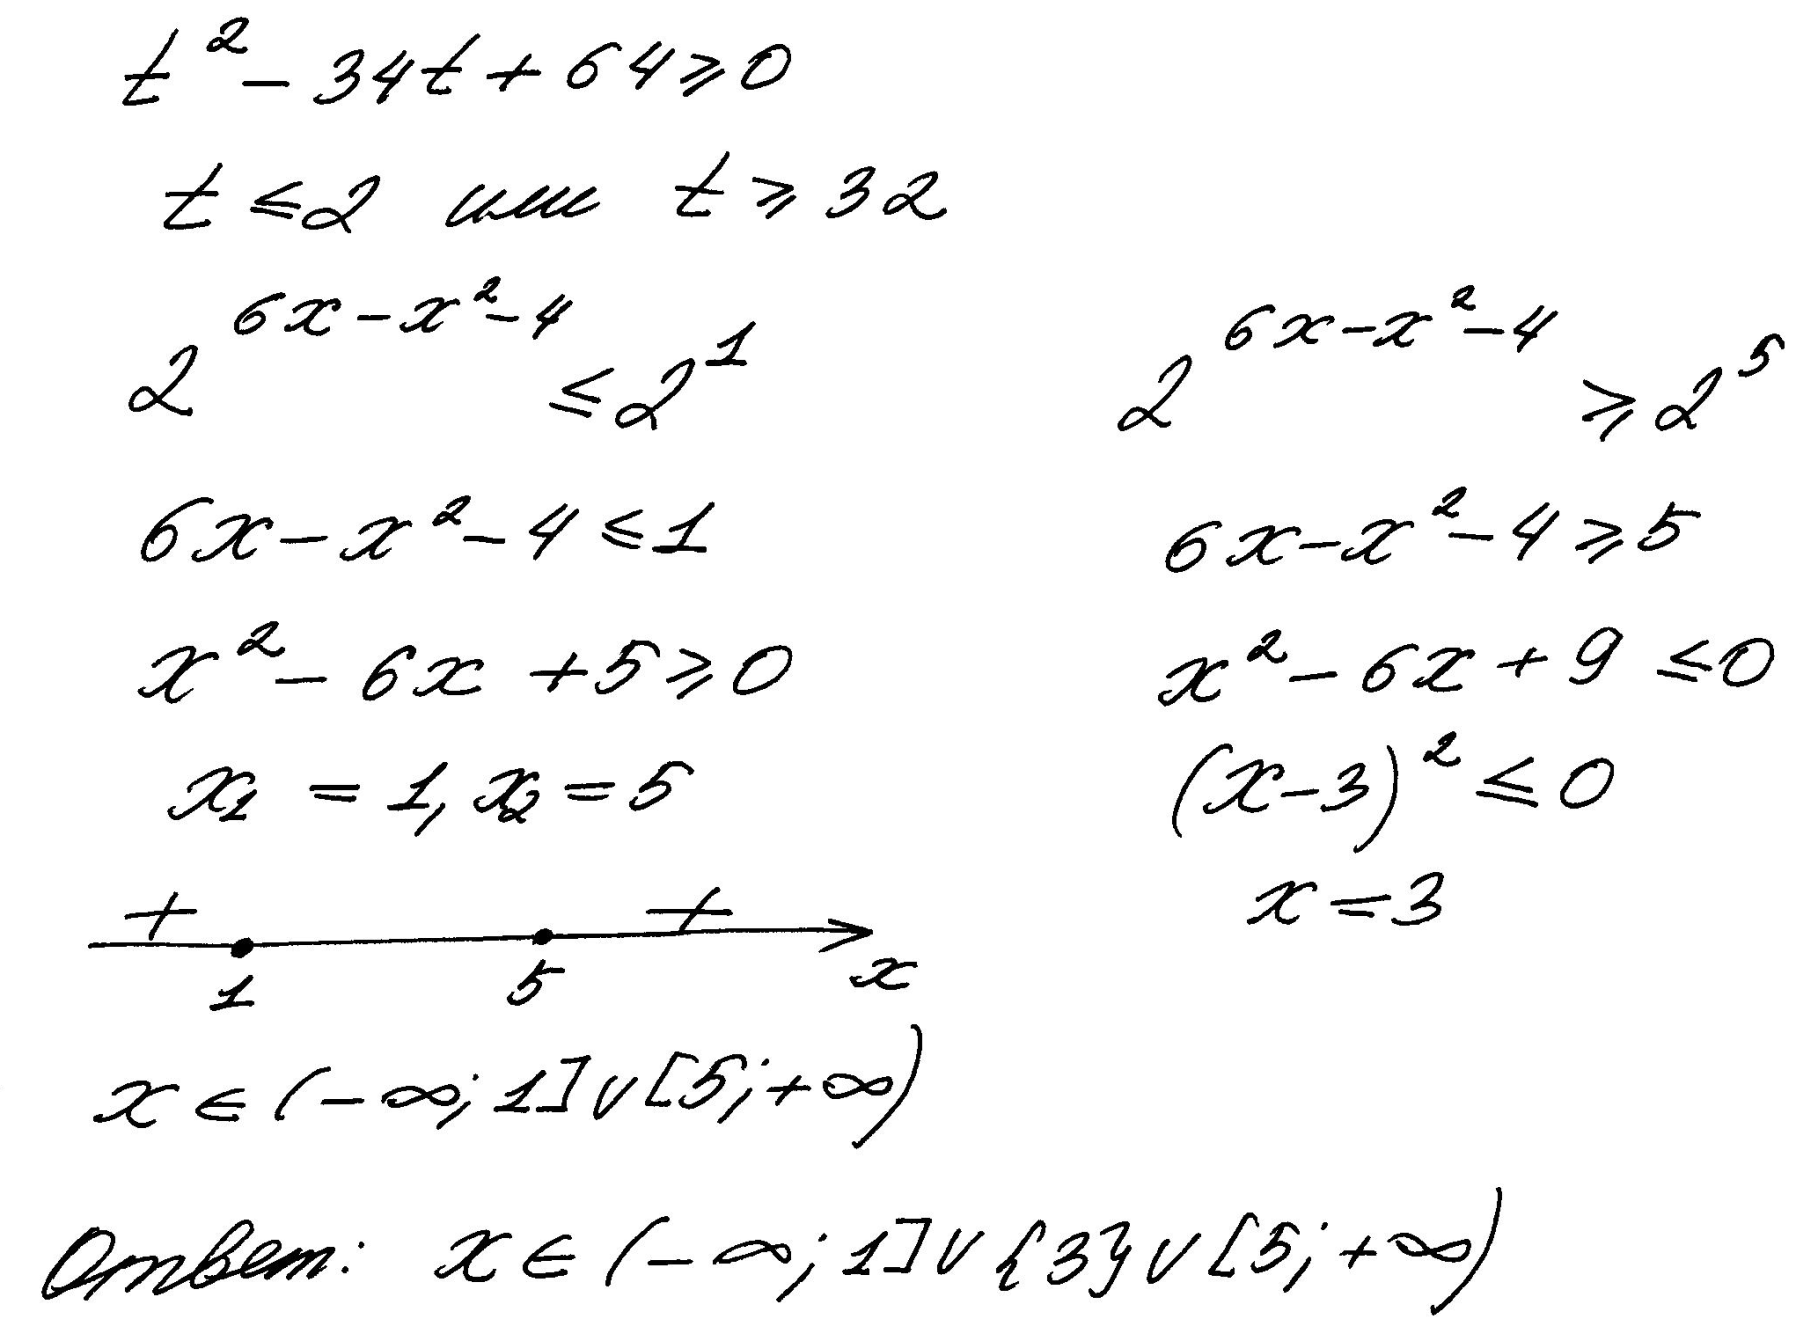 t² - 34t + 64 ⩾ 0
t ⩽ 2 или t ⩾ 32
2^{6x-x²-4} ⩽ 2^1
2^{6x-x²-4} ⩾ 2^5
6x - x² - 4 ⩽ 1
6x - x² - 4 ⩾ 5
x² - 6x + 5 ⩾ 0
x² - 6x + 9 ⩽ 0
x₁ = 1, x₂ = 5
(x-3)² ⩽ 0
x = 3
+ +
1 5 x
x ∈ (-∞; 1] ∪ [5; +∞)
Ответ: x ∈ (-∞; 1] ∪ {3} ∪ [5; +∞)